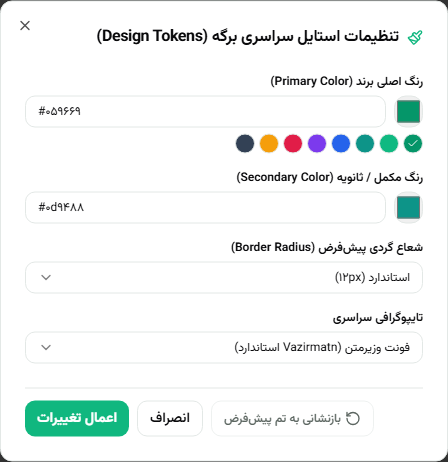 تنظیمات استایل سراسری برگه (Design Tokens)
رنگ اصلی برند (Primary Color)
#۰۵۹۶۶۹
رنگ مکمل / ثانویه (Secondary Color)
#۰d۹۴۸۸
شعاع گردی پیش‌فرض (Border Radius)
استاندارد (۱۲px)
تایپوگرافی سراسری
فونت وزیرمتن (Vazirmatn استاندارد)
بازنشانی به تم پیش‌فرض
انصراف
اعمال تغییرات